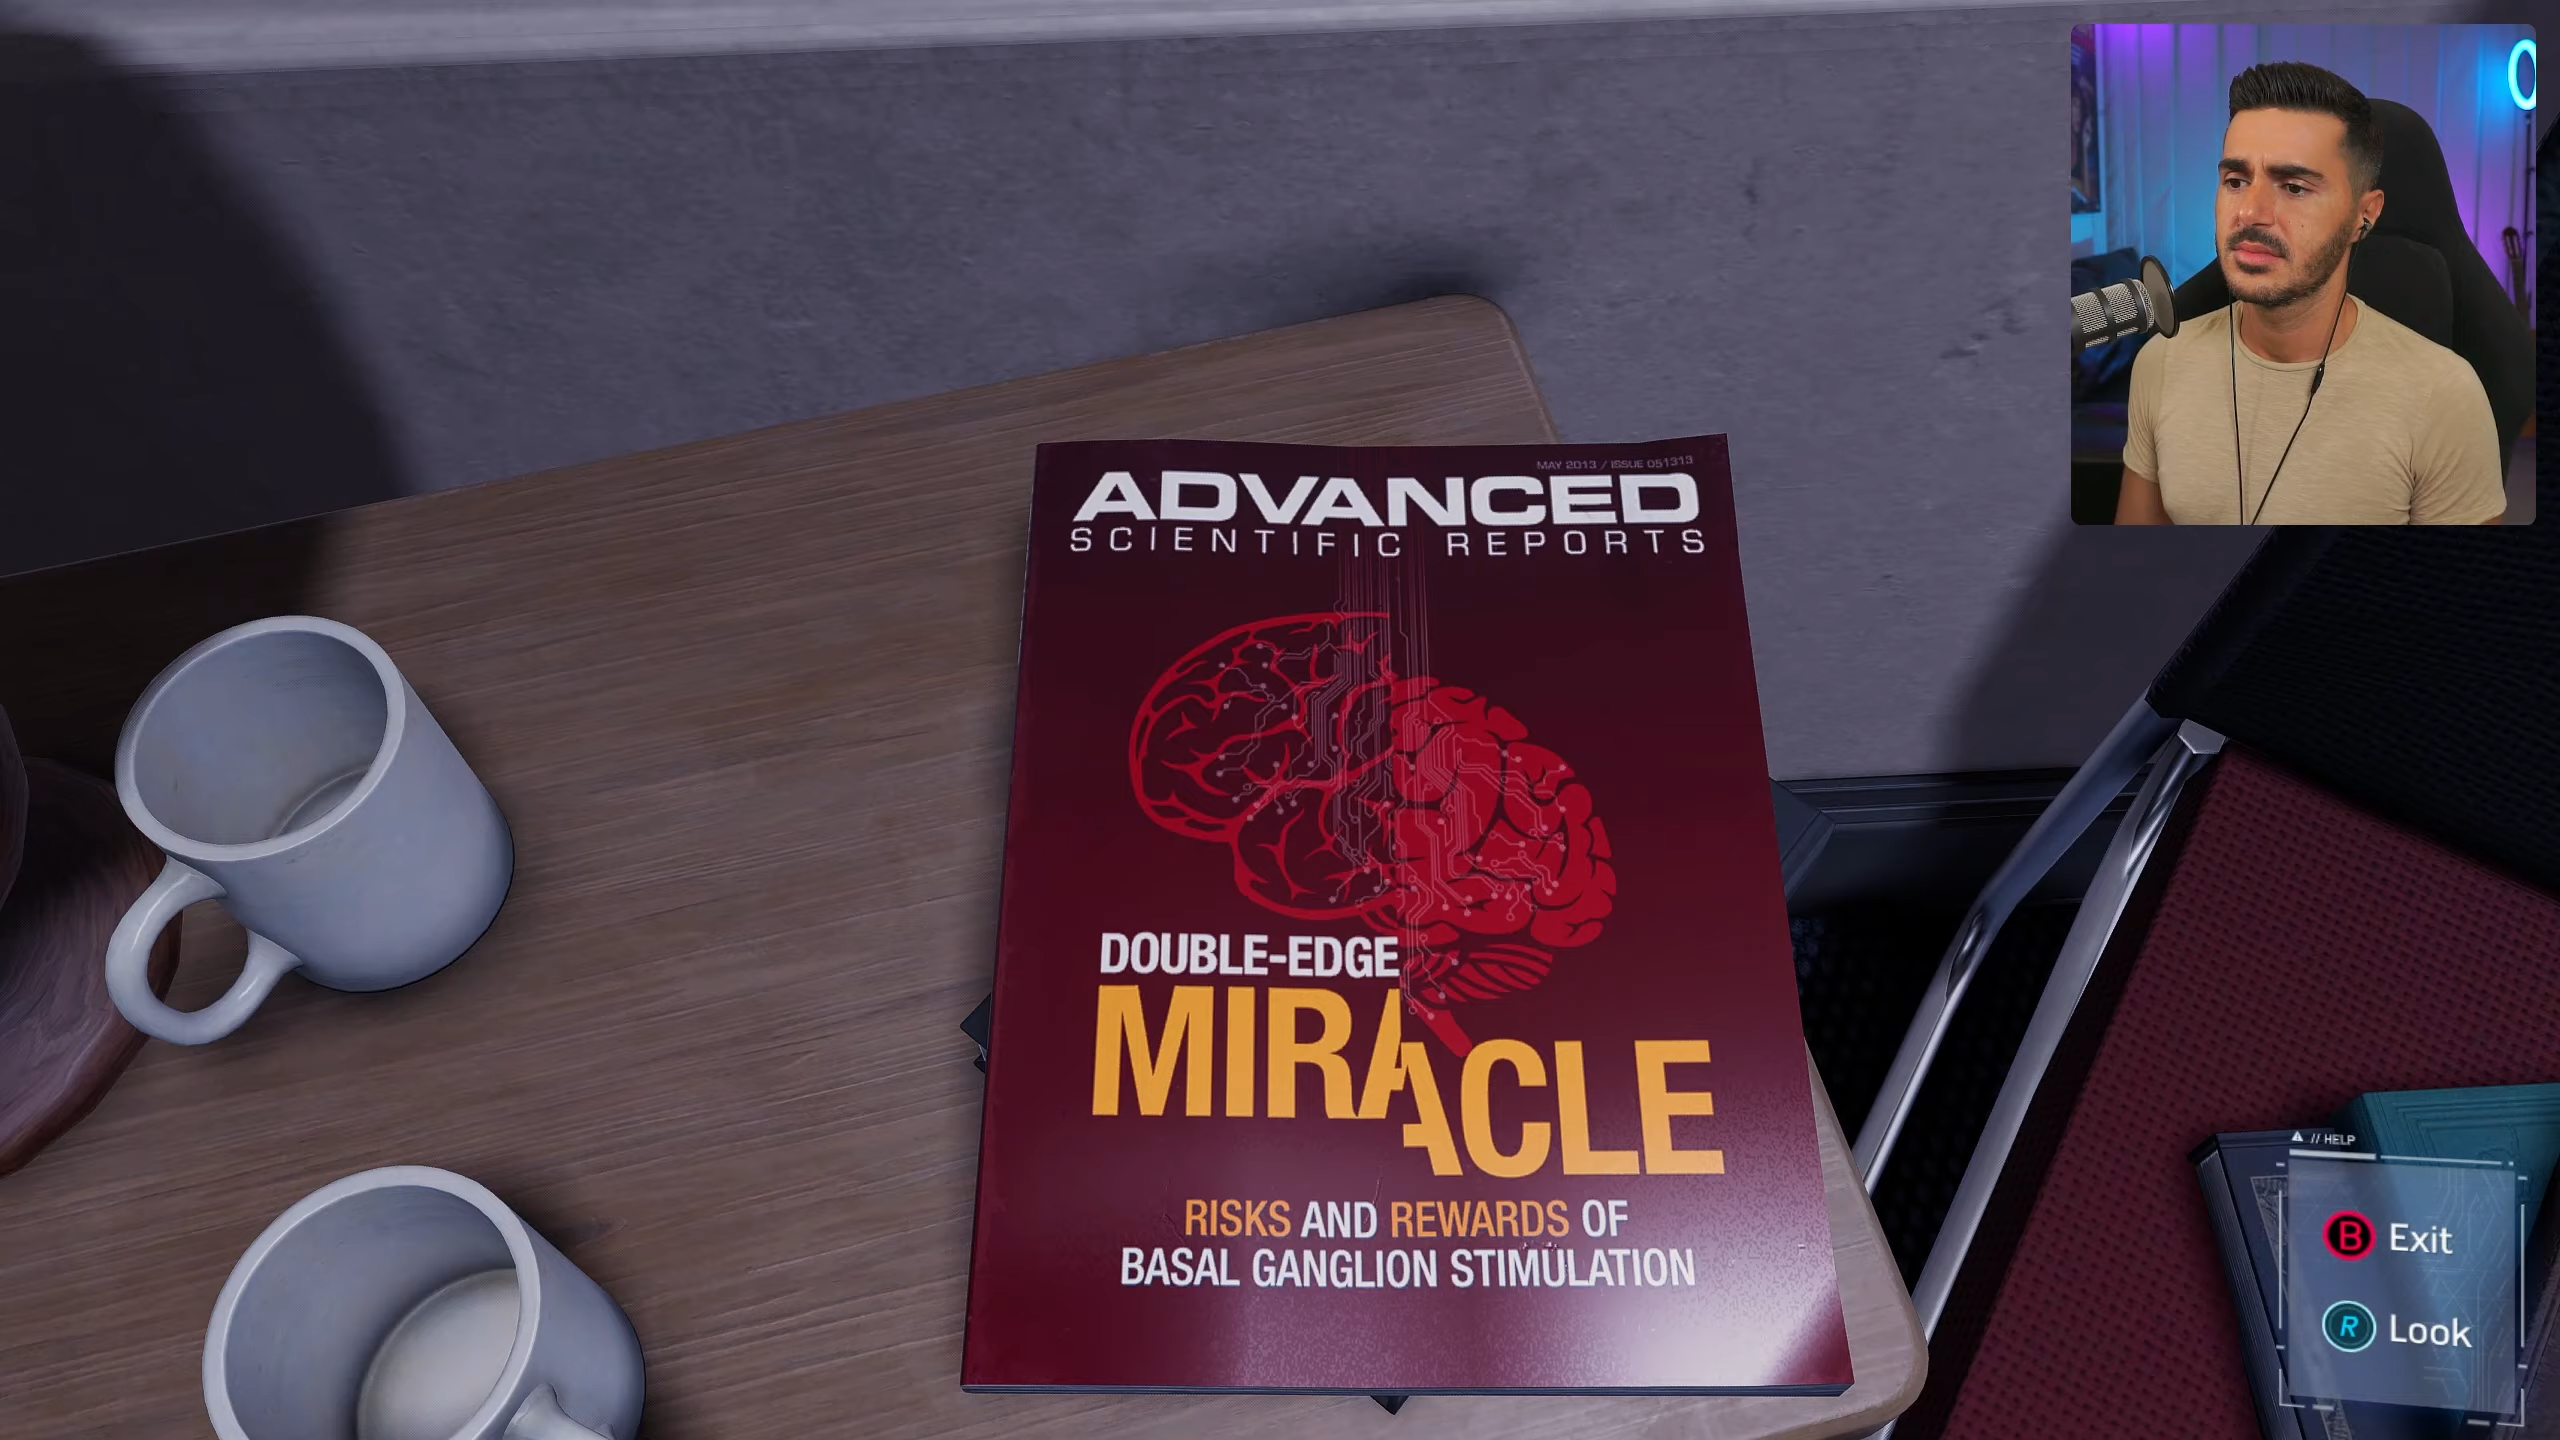 MAY 2013 / ISSUE 051313
ADVANCED
SCIENTIFIC REPORTS
DOUBLE-EDGE
MIRACLE
RISKS AND REWARDS OF
BASAL GANGLION STIMULATION
// HELP
B Exit
R Look